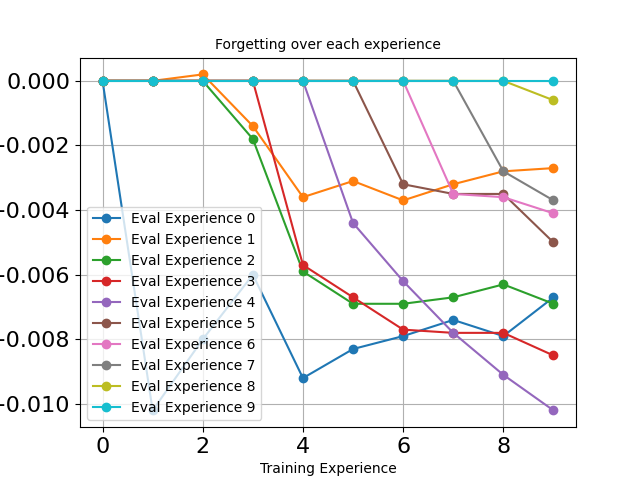 Forgetting over each experience
0.000
-0.002
-0.004
-0.006
-0.008
-0.010
Eval Experience 0
Eval Experience 1
Eval Experience 2
Eval Experience 3
Eval Experience 4
Eval Experience 5
Eval Experience 6
Eval Experience 7
Eval Experience 8
Eval Experience 9
0 2 4 6 8
Training Experience